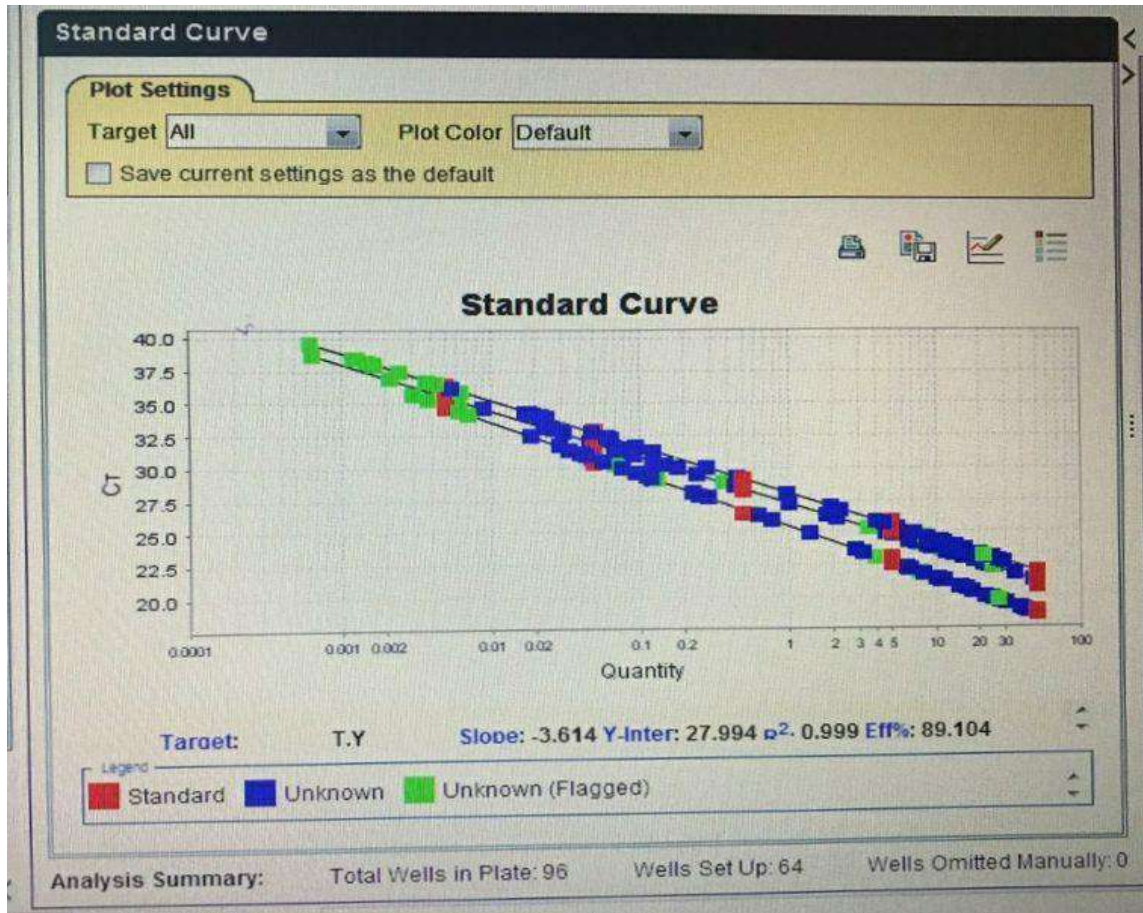 Standard Curve
Plot Settings
Target All Plot Color Default
Save current settings as the default
Standard Curve
40.0
37.5
35.0
32.5
30.0
27.5
25.0
22.5
20.0
CT
0.0001 0.001 0.002 0.01 0.02 0.1 0.2 1 2 3 4 5 10 20 30 100
Quantity
Target: T.Y Slope: -3.614 Y-Inter: 27.994 R2: 0.999 Eff%: 89.104
Legend
Standard Unknown Unknown (Flagged)
Analysis Summary: Total Wells in Plate: 96 Wells Set Up: 64 Wells Omitted Manually: 0